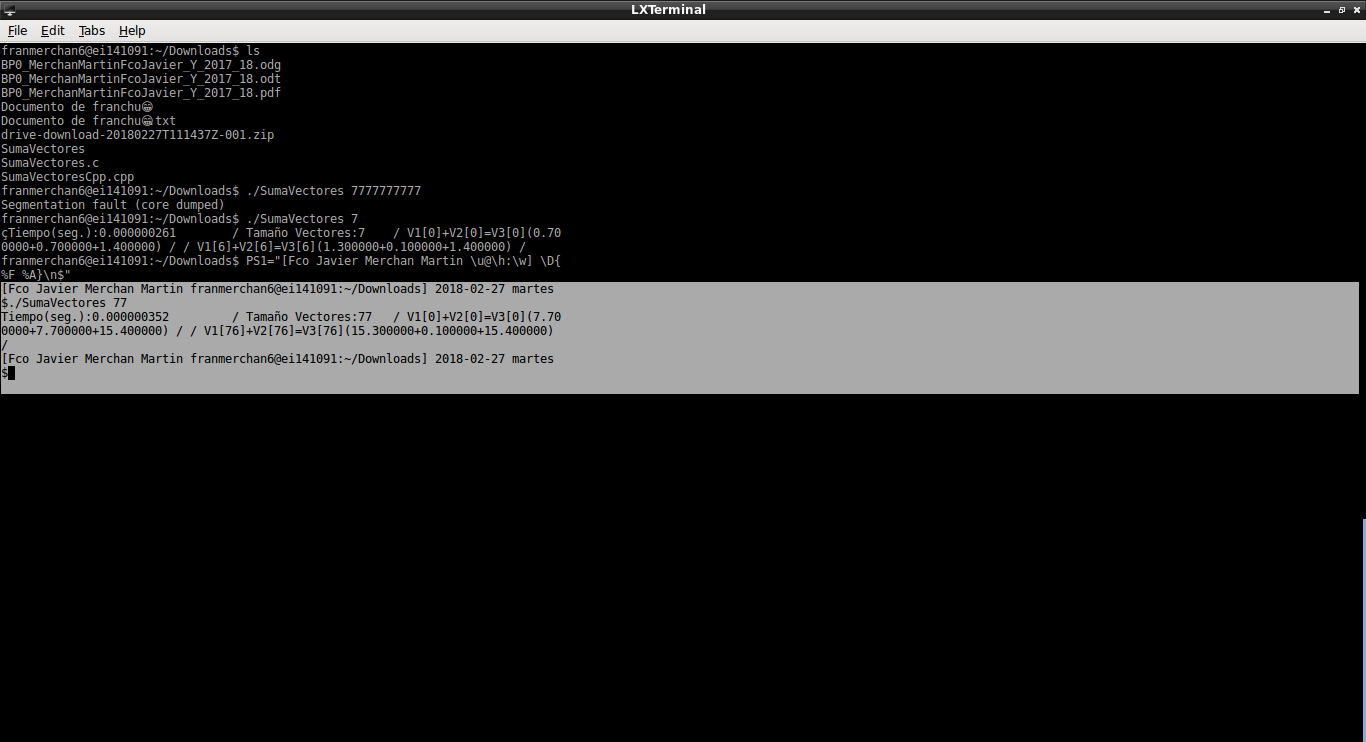 LXTerminal
File Edit Tabs Help
franmerchan6@ei141091:~/Downloads$ ls
BP0_MerchanMartinFcoJavier_Y_2017_18.odg
BP0_MerchanMartinFcoJavier_Y_2017_18.odt
BP0_MerchanMartinFcoJavier_Y_2017_18.pdf
Documento de franchu😁
Documento de franchu😁txt
drive-download-20180227T111437Z-001.zip
SumaVectores
SumaVectores.c
SumaVectoresCpp.cpp
franmerchan6@ei141091:~/Downloads$ ./SumaVectores 7777777777
Segmentation fault (core dumped)
franmerchan6@ei141091:~/Downloads$ ./SumaVectores 7
çTiempo(seg.):0.000000261        / Tamaño Vectores:7    / V1[0]+V2[0]=V3[0](0.70
0000+0.700000+1.400000) / / V1[6]+V2[6]=V3[6](1.300000+0.100000+1.400000) /
franmerchan6@ei141091:~/Downloads$ PS1="[Fco Javier Merchan Martin \u@\h:\w] \D{
%F %A}\n$"
[Fco Javier Merchan Martin franmerchan6@ei141091:~/Downloads] 2018-02-27 martes
$./SumaVectores 77
Tiempo(seg.):0.000000352         / Tamaño Vectores:77   / V1[0]+V2[0]=V3[0](7.70
0000+7.700000+15.400000) / / V1[76]+V2[76]=V3[76](15.300000+0.100000+15.400000)
/
[Fco Javier Merchan Martin franmerchan6@ei141091:~/Downloads] 2018-02-27 martes
$